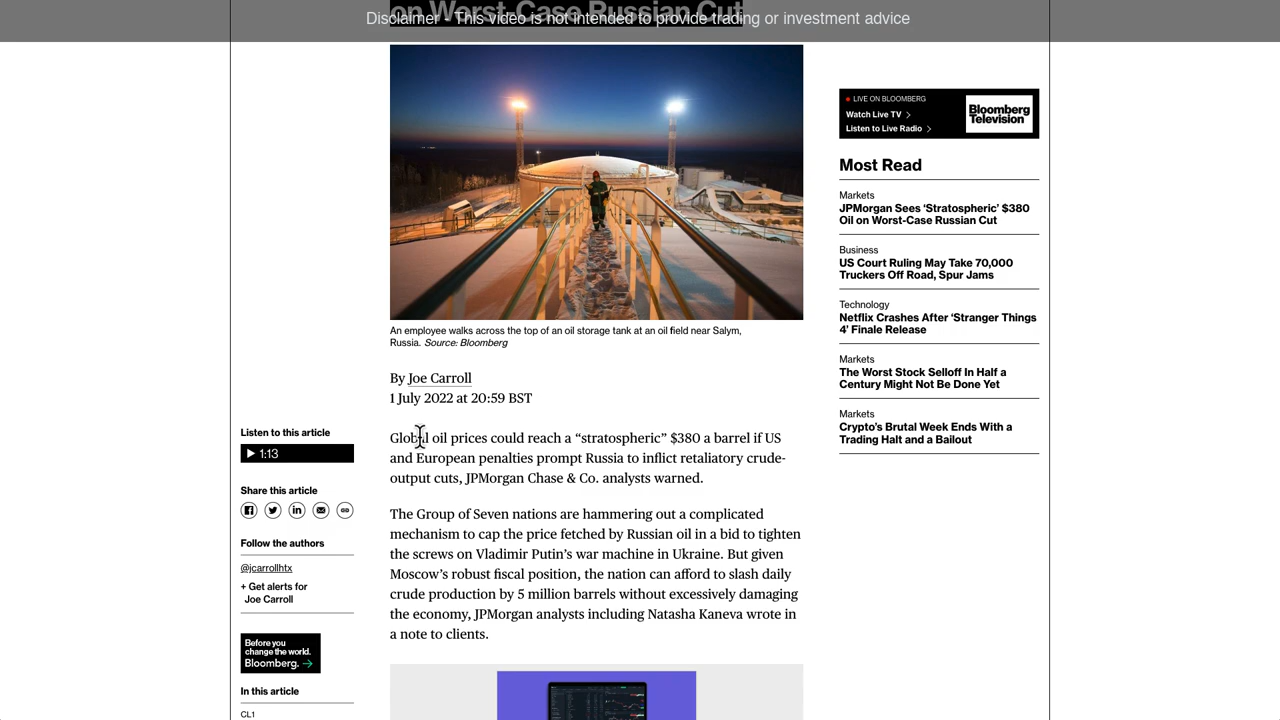 on Worst-Case Russian Cut
Disclaimer - This video is not intended to provide trading or investment advice
An employee walks across the top of an oil storage tank at an oil field near Salym,
Russia. Source: Bloomberg
By Joe Carroll
1 July 2022 at 20:59 BST
Listen to this article
1:13
Share this article
Follow the authors
@jcarrollhtx
+ Get alerts for
Joe Carroll
Before you
change the world.
Bloomberg.
In this article
CL1
Global oil prices could reach a “stratospheric” $380 a barrel if US
and European penalties prompt Russia to inflict retaliatory crude-
output cuts, JPMorgan Chase & Co. analysts warned.
The Group of Seven nations are hammering out a complicated
mechanism to cap the price fetched by Russian oil in a bid to tighten
the screws on Vladimir Putin’s war machine in Ukraine. But given
Moscow’s robust fiscal position, the nation can afford to slash daily
crude production by 5 million barrels without excessively damaging
the economy, JPMorgan analysts including Natasha Kaneva wrote in
a note to clients.
LIVE ON BLOOMBERG
Watch Live TV
Listen to Live Radio
Bloomberg
Television
Most Read
Markets
JPMorgan Sees ‘Stratospheric’ $380
Oil on Worst-Case Russian Cut
Business
US Court Ruling May Take 70,000
Truckers Off Road, Spur Jams
Technology
Netflix Crashes After ‘Stranger Things
4’ Finale Release
Markets
The Worst Stock Selloff In Half a
Century Might Not Be Done Yet
Markets
Crypto’s Brutal Week Ends With a
Trading Halt and a Bailout